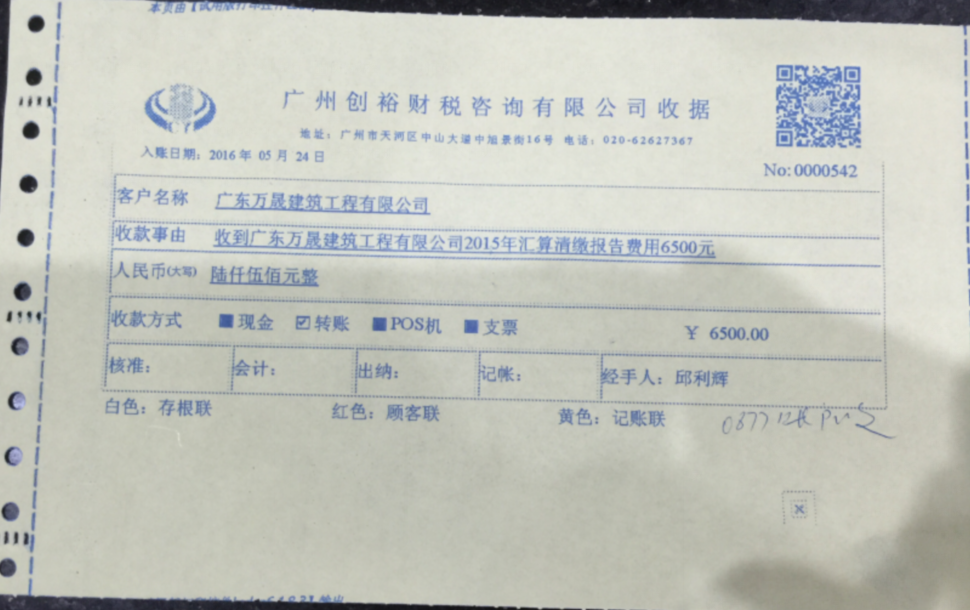 广州创裕财税咨询有限公司收据
地址：广州市天河区中山大道中旭景街16号 电话：020-62627367
入账日期：2016年05月24日
No:0000542
客户名称 广东万晟建筑工程有限公司
收款事由 收到广东万晟建筑工程有限公司2015年汇算清缴报告费用6500元
人民币(大写) 陆仟伍佰元整
收款方式 现金 转账 POS机 支票 ￥ 6500.00
核准： 会计： 出纳： 记帐： 经手人：邱利辉
白色：存根联 红色：顾客联 黄色：记账联